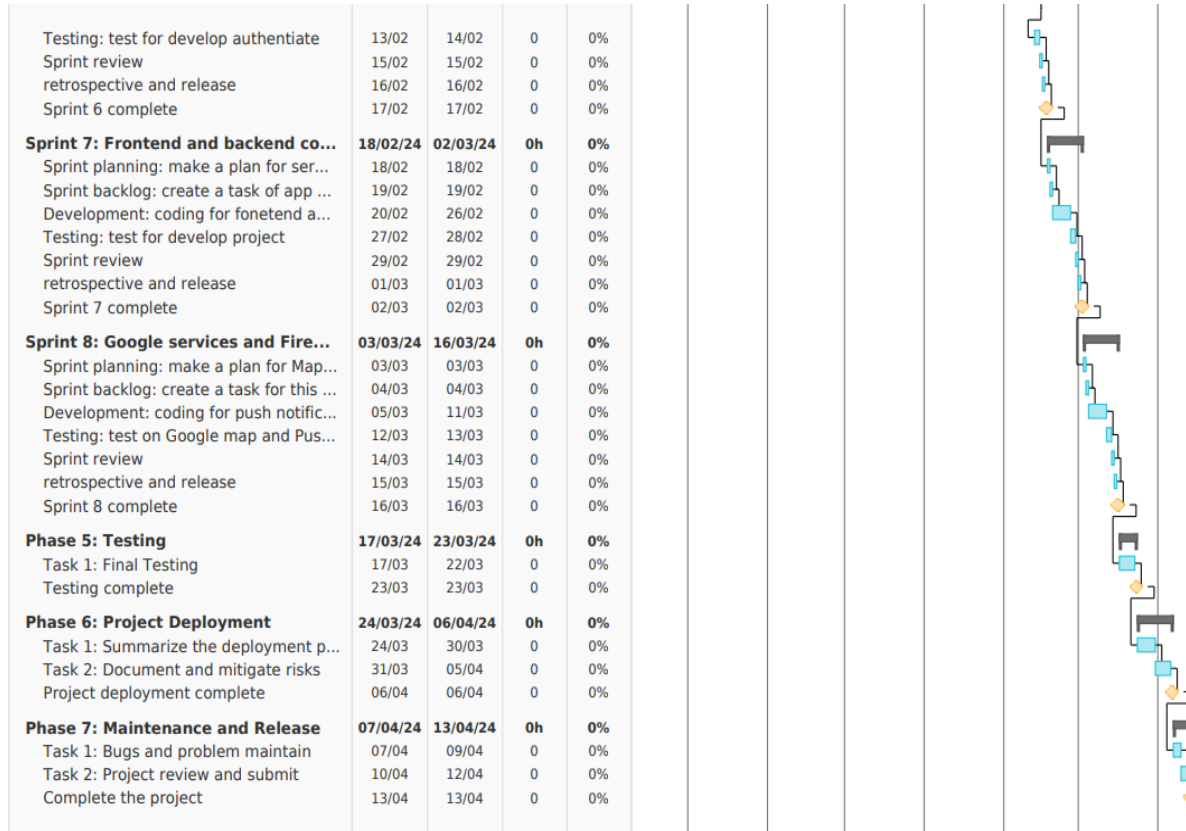 Testing: test for develop authentiate 13/02 14/02 0 0%
Sprint review 15/02 15/02 0 0%
retrospective and release 16/02 16/02 0 0%
Sprint 6 complete 17/02 17/02 0 0%
Sprint 7: Frontend and backend co... 18/02/24 02/03/24 0h 0%
Sprint planning: make a plan for ser... 18/02 18/02 0 0%
Sprint backlog: create a task of app ... 19/02 19/02 0 0%
Development: coding for fonetend a... 20/02 26/02 0 0%
Testing: test for develop project 27/02 28/02 0 0%
Sprint review 29/02 29/02 0 0%
retrospective and release 01/03 01/03 0 0%
Sprint 7 complete 02/03 02/03 0 0%
Sprint 8: Google services and Fire... 03/03/24 16/03/24 0h 0%
Sprint planning: make a plan for Map... 03/03 03/03 0 0%
Sprint backlog: create a task for this ... 04/03 04/03 0 0%
Development: coding for push notific... 05/03 11/03 0 0%
Testing: test on Google map and Pus... 12/03 13/03 0 0%
Sprint review 14/03 14/03 0 0%
retrospective and release 15/03 15/03 0 0%
Sprint 8 complete 16/03 16/03 0 0%
Phase 5: Testing 17/03/24 23/03/24 0h 0%
Task 1: Final Testing 17/03 22/03 0 0%
Testing complete 23/03 23/03 0 0%
Phase 6: Project Deployment 24/03/24 06/04/24 0h 0%
Task 1: Summarize the deployment p... 24/03 30/03 0 0%
Task 2: Document and mitigate risks 31/03 05/04 0 0%
Project deployment complete 06/04 06/04 0 0%
Phase 7: Maintenance and Release 07/04/24 13/04/24 0h 0%
Task 1: Bugs and problem maintain 07/04 09/04 0 0%
Task 2: Project review and submit 10/04 12/04 0 0%
Complete the project 13/04 13/04 0 0%